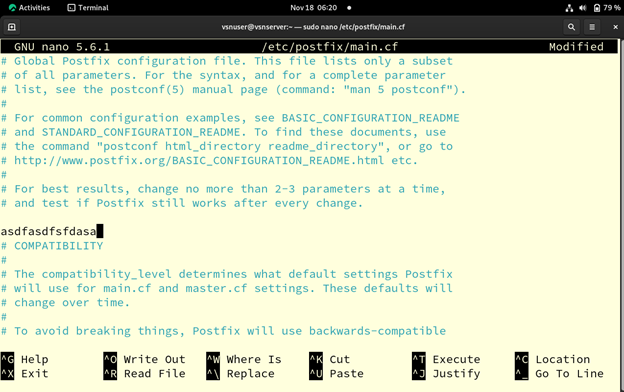 Activities Terminal Nov 18 06:20 79 %
vsnuser@vsnserver:~ — sudo nano /etc/postfix/main.cf
GNU nano 5.6.1 /etc/postfix/main.cf Modified
# Global Postfix configuration file. This file lists only a subset
# of all parameters. For the syntax, and for a complete parameter
# list, see the postconf(5) manual page (command: "man 5 postconf").
#
# For common configuration examples, see BASIC_CONFIGURATION_README
# and STANDARD_CONFIGURATION_README. To find these documents, use
# the command "postconf html_directory readme_directory", or go to
# http://www.postfix.org/BASIC_CONFIGURATION_README.html etc.
#
# For best results, change no more than 2-3 parameters at a time,
# and test if Postfix still works after every change.
asdfasdfsfdasa
# COMPATIBILITY
#
# The compatibility_level determines what default settings Postfix
# will use for main.cf and master.cf settings. These defaults will
# change over time.
#
# To avoid breaking things, Postfix will use backwards-compatible
^G Help ^O Write Out ^W Where Is ^K Cut ^T Execute ^C Location
^X Exit ^R Read File ^\ Replace ^U Paste ^J Justify ^_ Go To Line